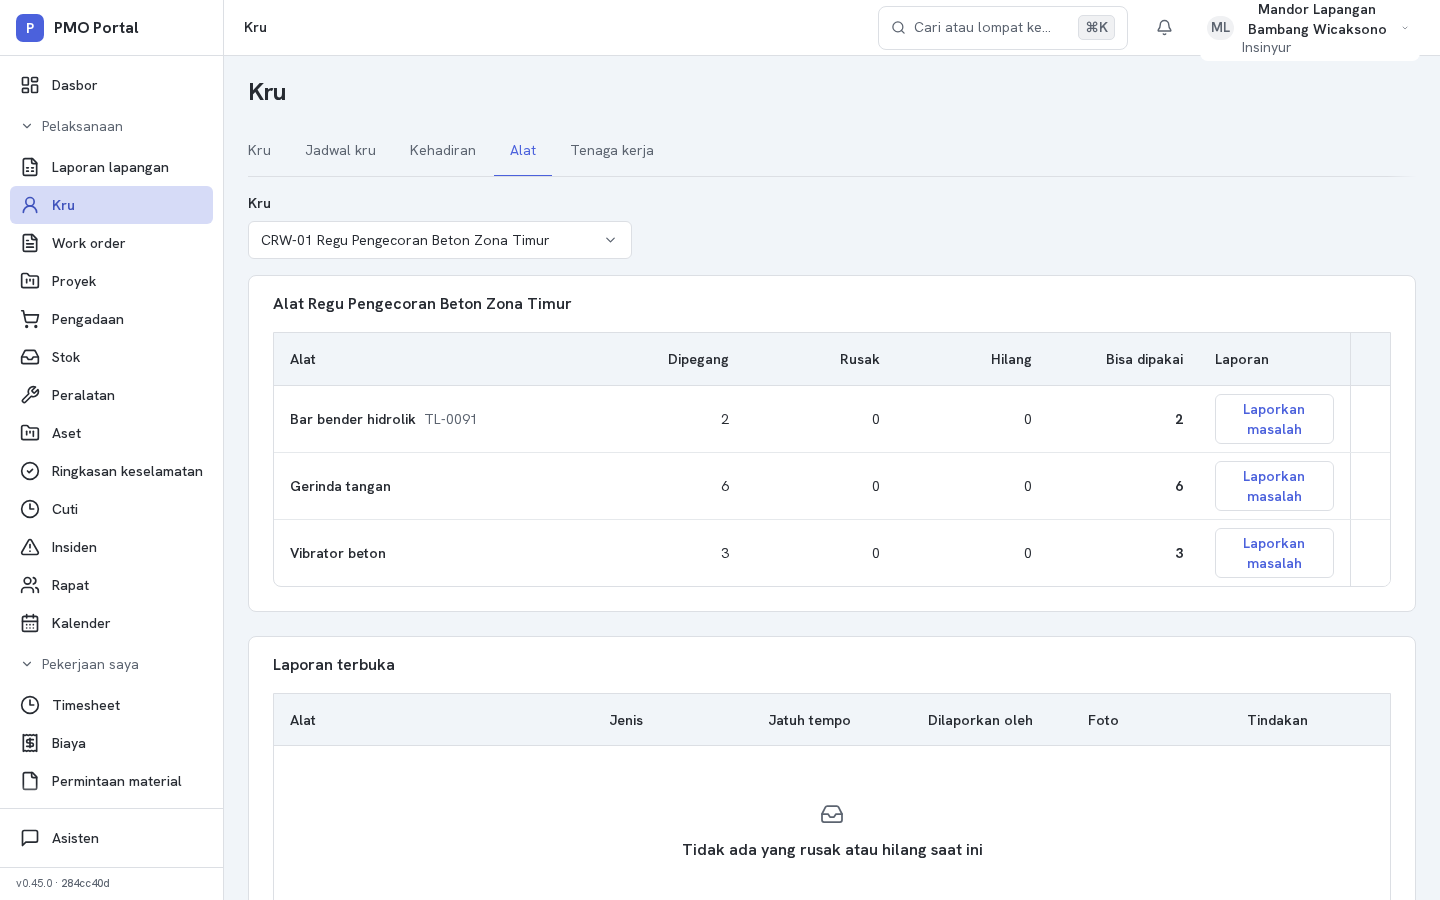 P PMO Portal
Kru
Cari atau lompat ke...
⌘K
ML
Mandor Lapangan
Bambang Wicaksono
Insinyur
Dasbor
Pelaksanaan
Laporan lapangan
Kru
Work order
Proyek
Pengadaan
Stok
Peralatan
Aset
Ringkasan keselamatan
Cuti
Insiden
Rapat
Kalender
Pekerjaan saya
Timesheet
Biaya
Permintaan material
Asisten
v0.45.0 · 284cc40d
Kru
Kru Jadwal kru Kehadiran Alat Tenaga kerja
Kru
CRW-01 Regu Pengecoran Beton Zona Timur
Alat Regu Pengecoran Beton Zona Timur
Alat Dipegang Rusak Hilang Bisa dipakai Laporan
Bar bender hidrolik TL-0091 2 0 0 2 Laporkan
masalah
Gerinda tangan 6 0 0 6 Laporkan
masalah
Vibrator beton 3 0 0 3 Laporkan
masalah
Laporan terbuka
Alat Jenis Jatuh tempo Dilaporkan oleh Foto Tindakan
Tidak ada yang rusak atau hilang saat ini